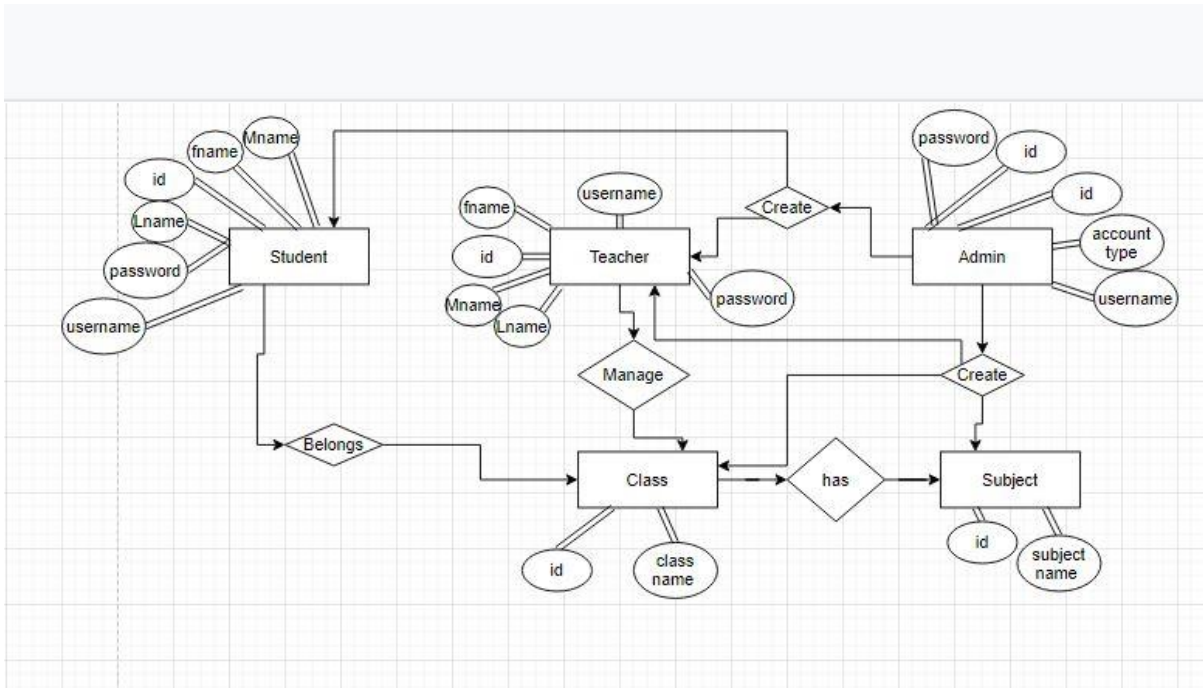 Mname
fname
password
id
id
id
username
fname
Lname
Create
account
type
Student
Teacher
Admin
id
password
Mname
password
username
username
Lname
Manage
Create
Belongs
Class
has
Subject
id
class
name
id
subject
name